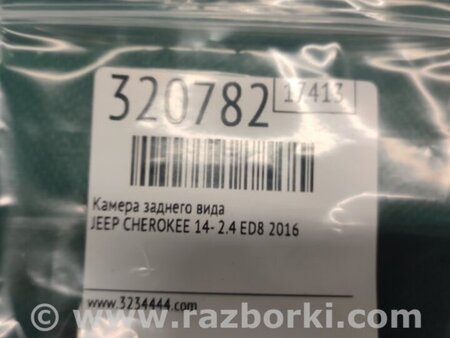 320782 17413
Камера заднего вида
JEEP CHEROKEE 14- 2.4 ED8 2016
www.3234444.com
© www.razborki.com